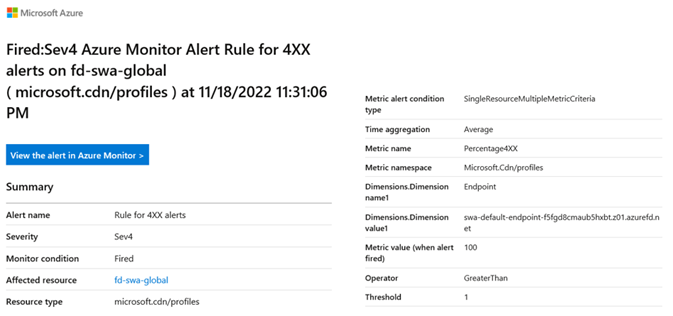 Microsoft Azure
Fired:Sev4 Azure Monitor Alert Rule for 4XX
alerts on fd-swa-global
( microsoft.cdn/profiles ) at 11/18/2022 11:31:06
PM
View the alert in Azure Monitor >
Summary
Alert name Rule for 4XX alerts
Severity Sev4
Monitor condition Fired
Affected resource fd-swa-global
Resource type microsoft.cdn/profiles
Metric alert condition SingleResourceMultipleMetricCriteria
type
Time aggregation Average
Metric name Percentage4XX
Metric namespace Microsoft.Cdn/profiles
Dimensions.Dimension Endpoint
name1
Dimensions.Dimension swa-default-endpoint-f5fgd8cmaub5hxbt.z01.azurefd.n
value1 et
Metric value (when alert 100
fired)
Operator GreaterThan
Threshold 1